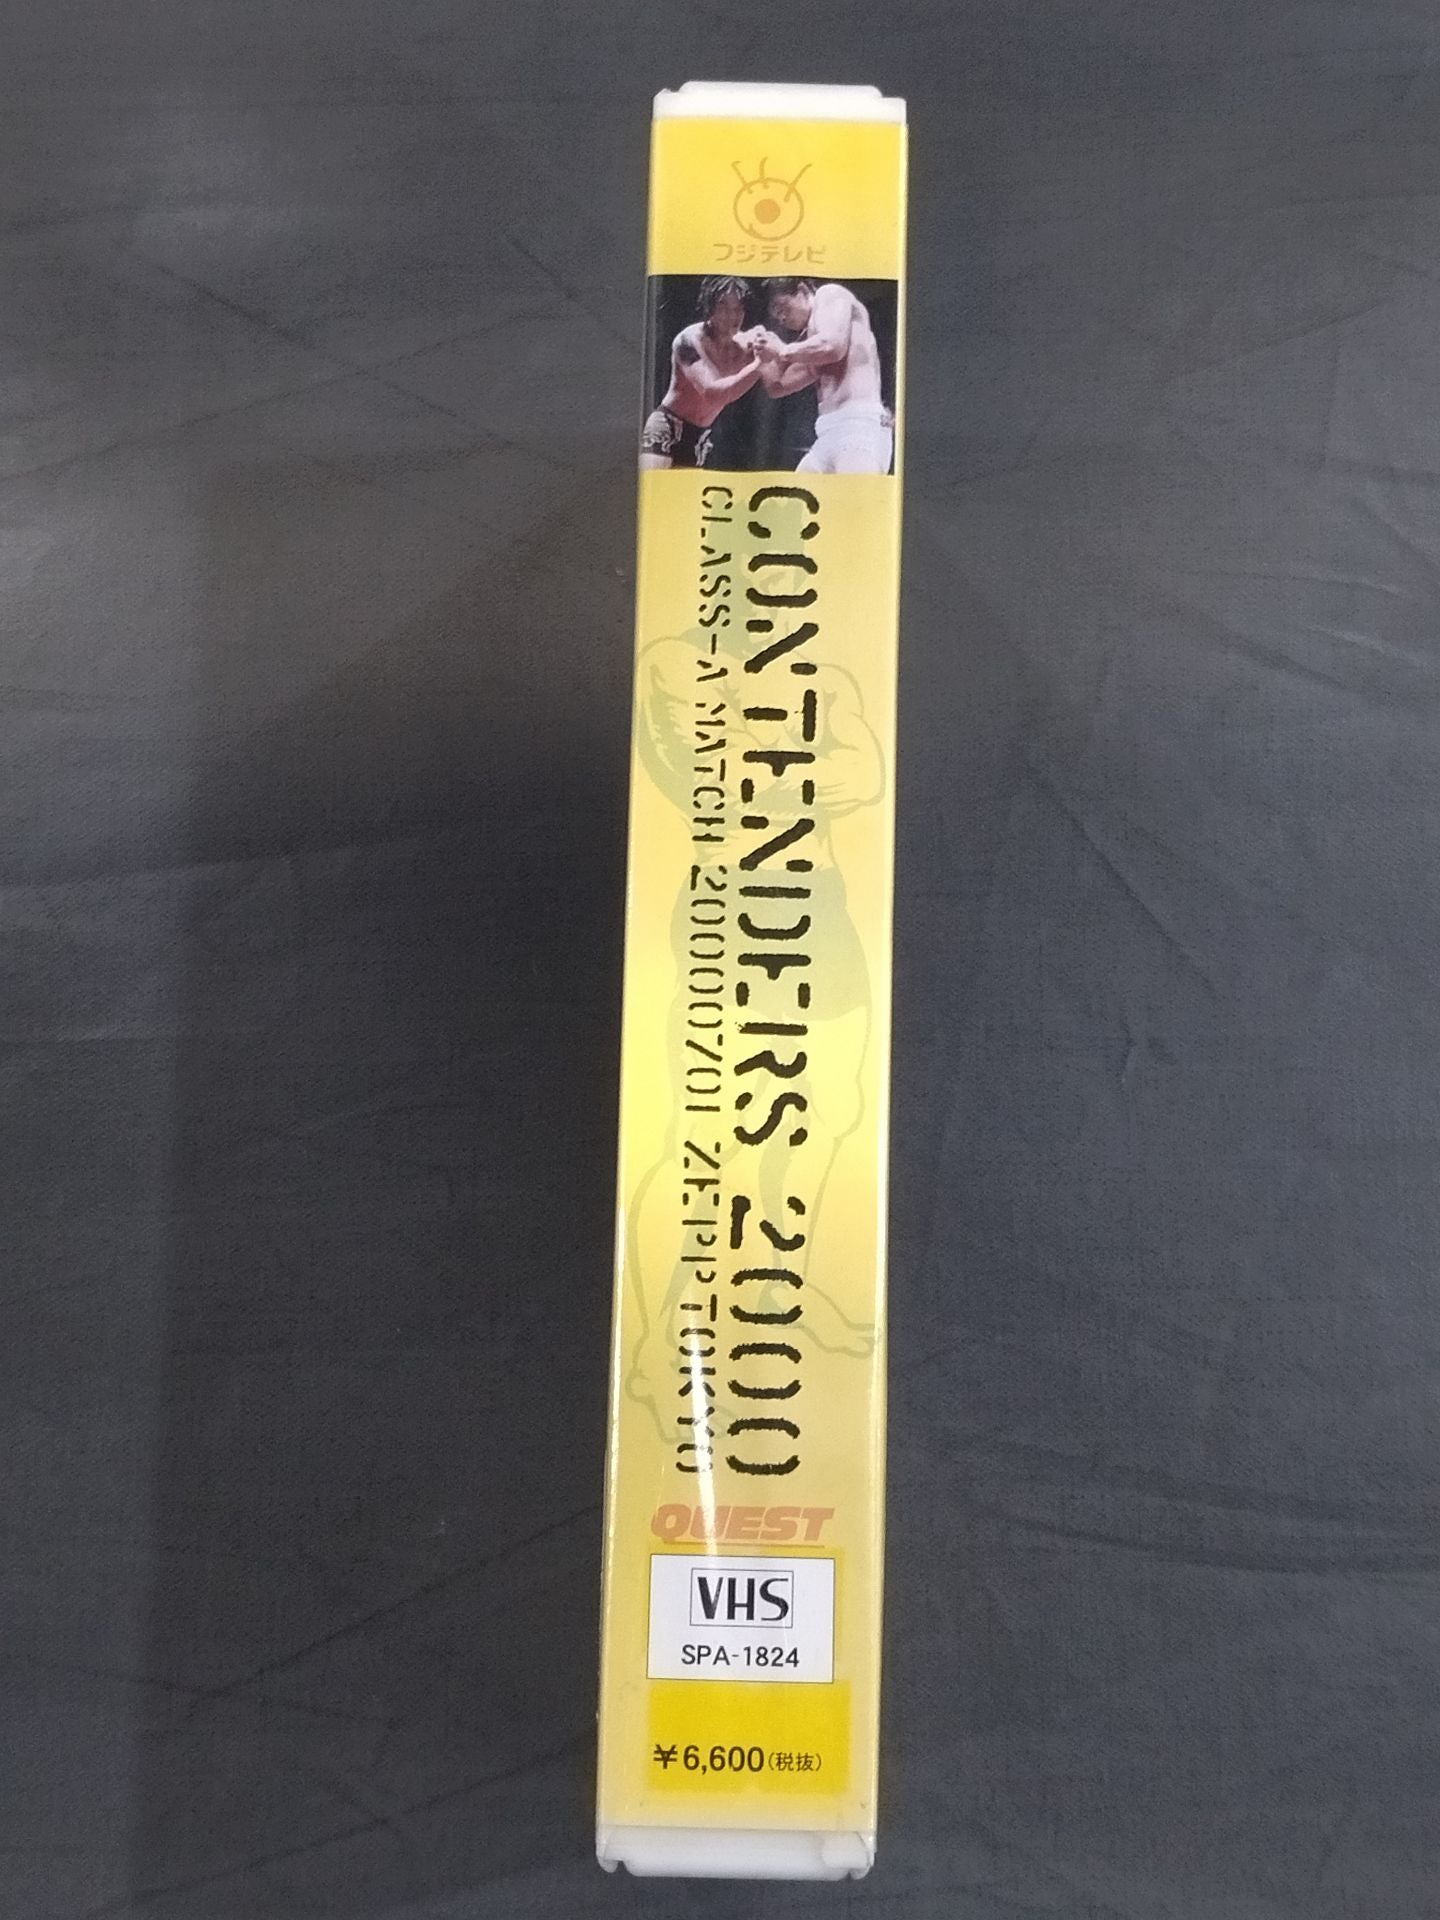 フジテレビ
CONTENDERS 2000
CLASS-A MATCH 20000701 ZEPP TOKYO
QUEST
VHS
SPA-1824
¥6,600(税抜)